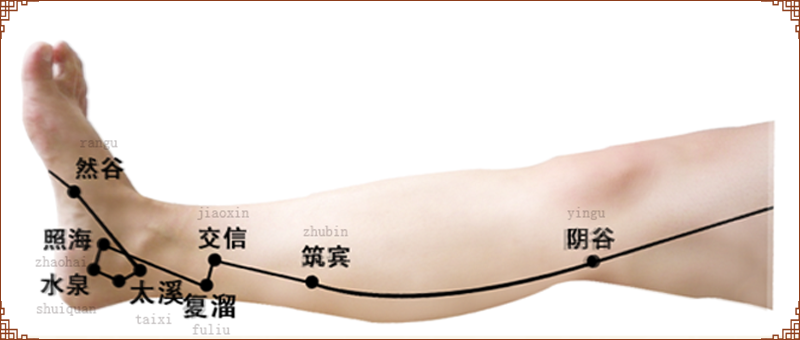 rangu
然谷
jiaoxin
交信
zhubin
筑宾
yingu
阴谷
照海
zhaohai
水泉
shuiquan
太溪
taixi
复溜
fuliu